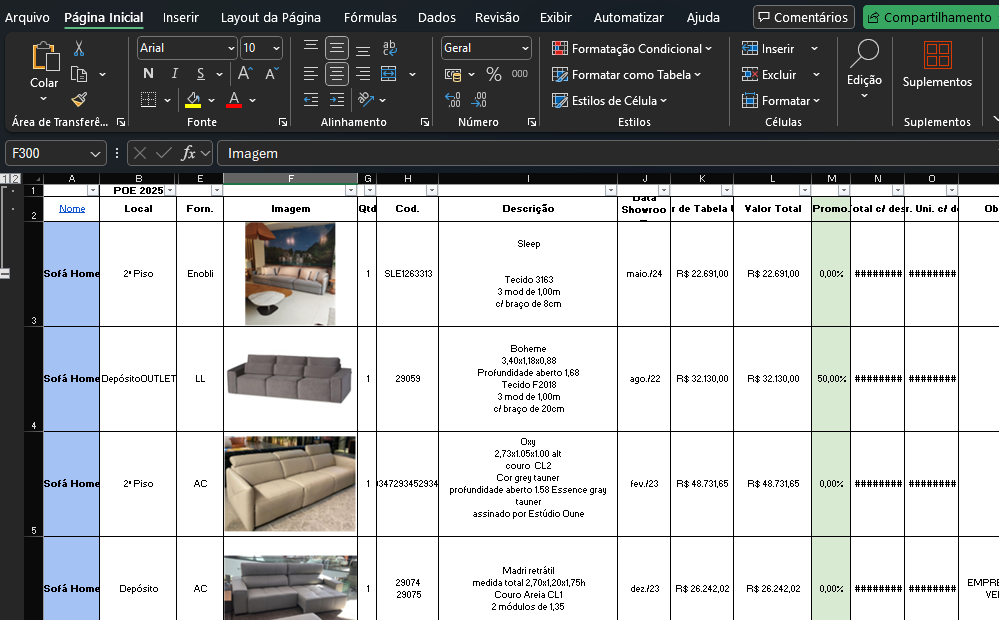 Arquivo Página Inicial Inserir Layout da Página Fórmulas Dados Revisão Exibir Automatizar Ajuda Comentários Compartilhamento
Arial 10 Geral Formatação Condicional Inserir
Colar N I S A A % 000 Formatar como Tabela Excluir Edição Suplementos
A Estilos de Célula Formatar
Área de Transferê... Fonte Alinhamento Número Estilos Células Suplementos
F300 fx Imagem
1 2 A B E F G H I J K L M N O
1 POE 2025
2 Nome Local Forn. Imagem Qtd Cod. Descrição Data Showroo r de Tabela U Valor Total Promo. otal c/ des r. Uni. c/ de Ob
Sleep
Sofá Home 2º Piso Enobli 1 SLE1263313 Tecido 3163 maio./24 R$ 22.691,00 R$ 22.691,00 0,00% ######## ########
3 mod de 1,00m
c/ braço de 8cm
3
Boheme
3,40x1,18x0,88
Profundidade aberto 1,68
Sofá Home DepósitoOUTLET LL 1 29059 Tecido F2018 ago./22 R$ 32.130,00 R$ 32.130,00 50,00% ######## ########
3 mod de 1,00m
c/ braço de 20cm
4
Oxy
2,73x1.05x1.00 alt
couro CL2
Cor grey tauner
Sofá Home 2º Piso AC 1 0347293452934 profundidade aberto 1.58 Essence gray fev./23 R$ 48.731,65 R$ 48.731,65 0,00% ######## ########
tauner
assinado por Estúdio Oune
5
Madri retrátil
Sofá Home Depósito AC 1 29074 medida total 2,70x1,20x1,75h dez./23 R$ 26.242,02 R$ 26.242,02 0,00% ######## ######## EMPRE
29075 Couro Areia CL1 VE
2 módulos de 1,35